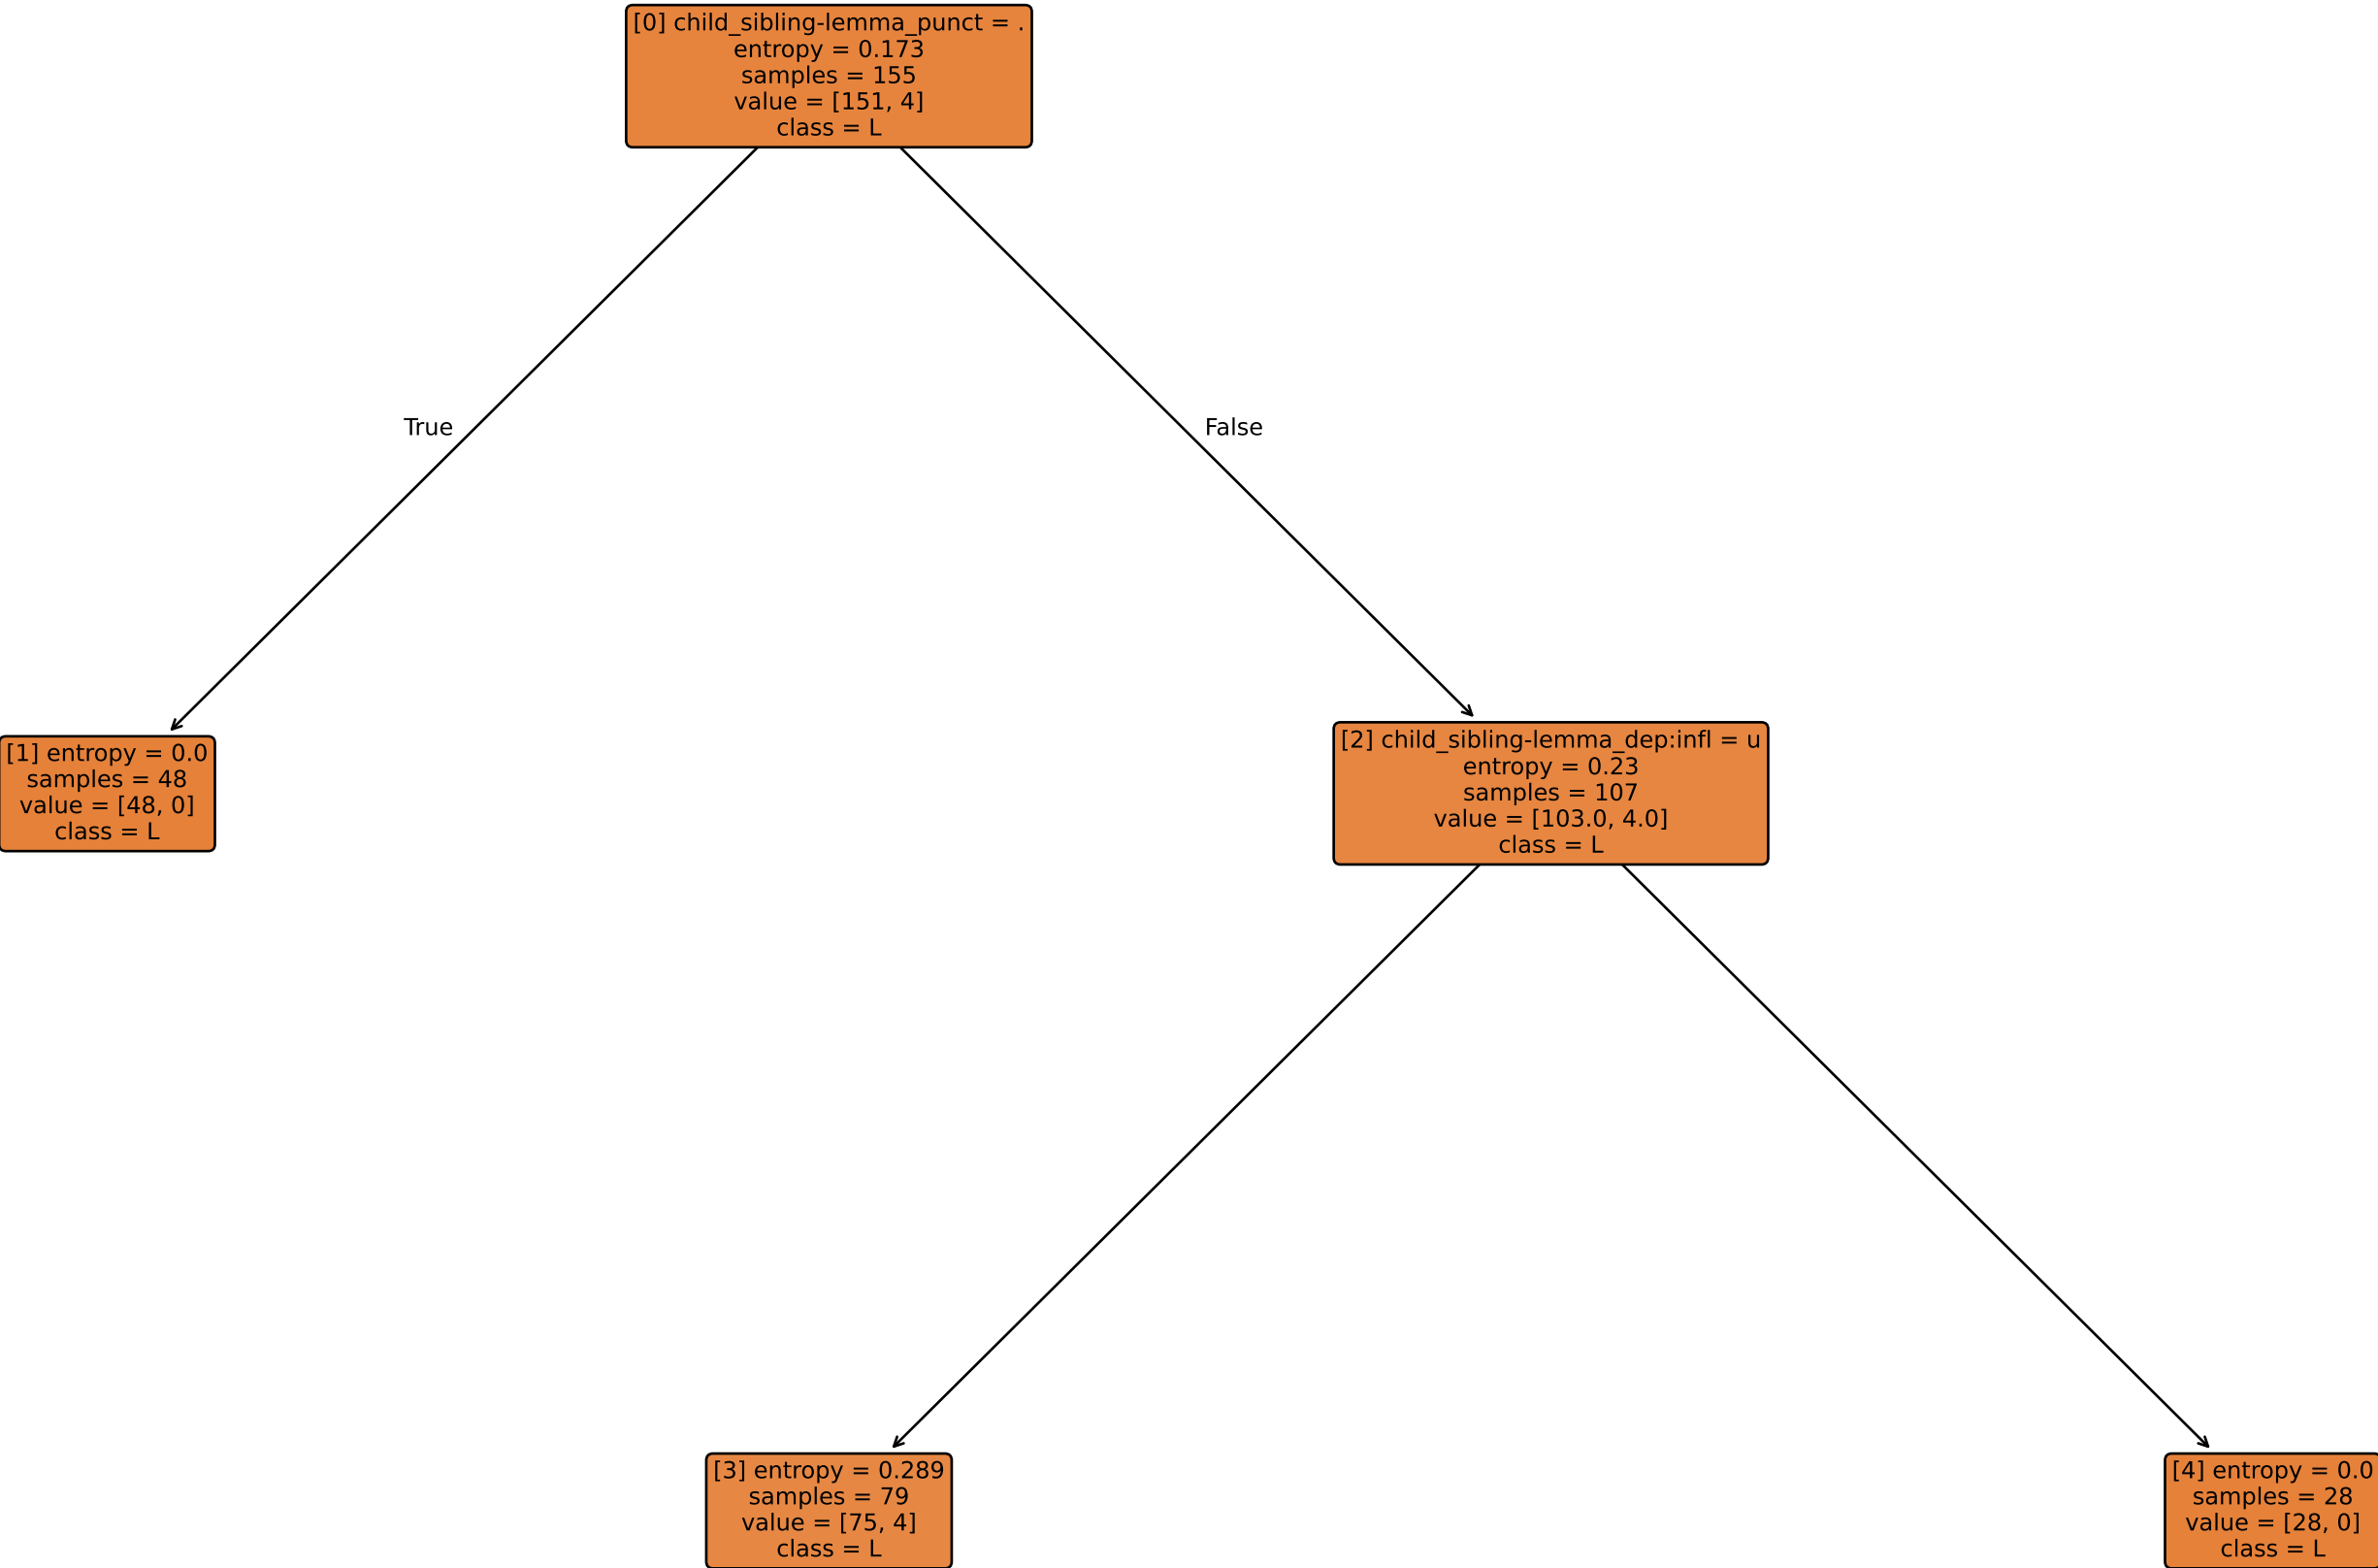 [0] child_sibling-lemma_punct = .
entropy = 0.173
samples = 155
value = [151, 4]
class = L
True
False
[1] entropy = 0.0
samples = 48
value = [48, 0]
class = L
[2] child_sibling-lemma_dep:infl = u
entropy = 0.23
samples = 107
value = [103.0, 4.0]
class = L
[3] entropy = 0.289
samples = 79
value = [75, 4]
class = L
[4] entropy = 0.0
samples = 28
value = [28, 0]
class = L